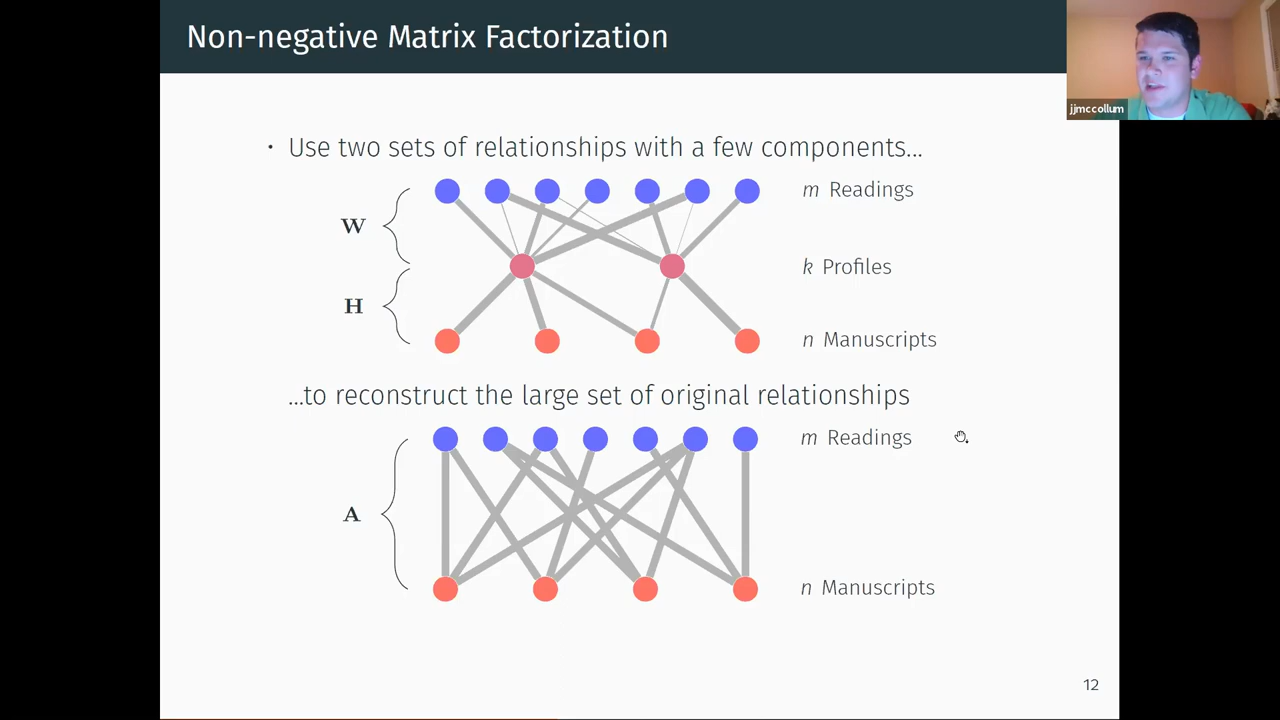 Non-negative Matrix Factorization
jjmccollum
• Use two sets of relationships with a few components...
m Readings
W
k Profiles
H
n Manuscripts
...to reconstruct the large set of original relationships
m Readings
A
n Manuscripts
12